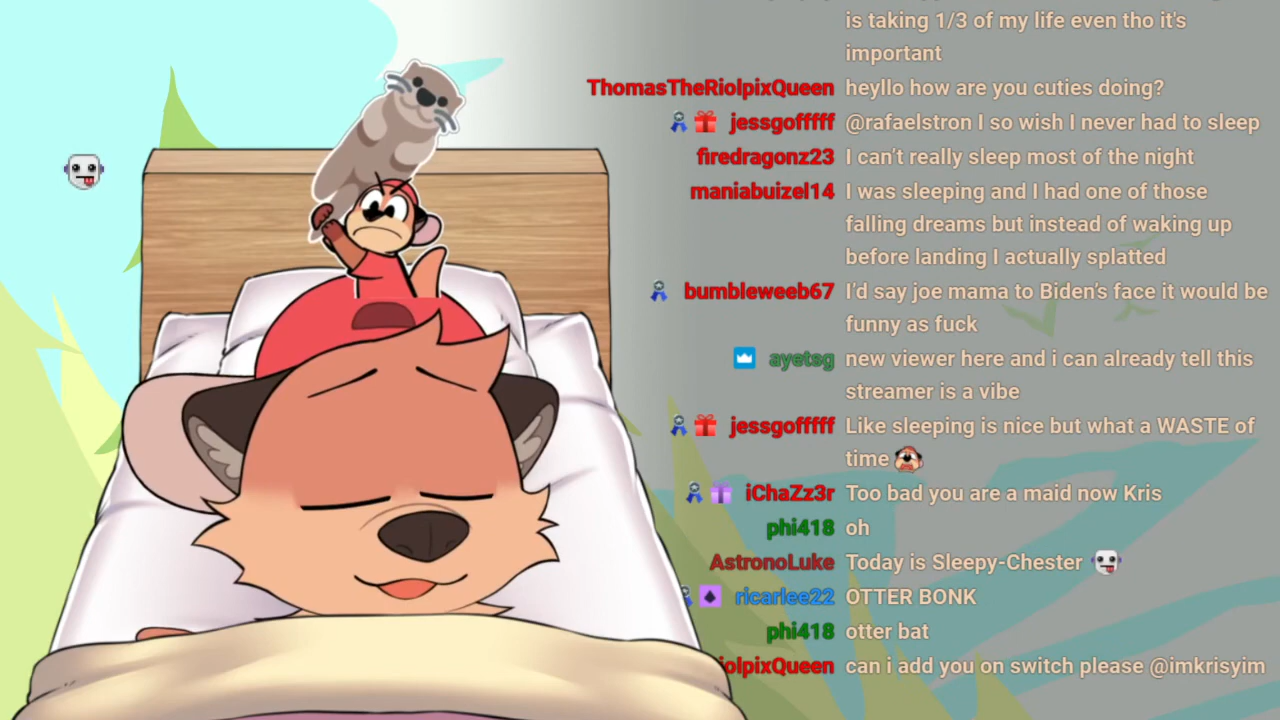 is taking 1/3 of my life even tho it's
important
ThomasTheRiolpixQueen heyllo how are you cuties doing?
jessgofffff @rafaelstron I so wish I never had to sleep
firedragonz23 I can't really sleep most of the night
maniabuizel14 I was sleeping and I had one of those
falling dreams but instead of waking up
before landing I actually splatted
bumbleweeb67 I'd say joe mama to Biden's face it would be
funny as fuck
ayetsg new viewer here and i can already tell this
streamer is a vibe
jessgofffff Like sleeping is nice but what a WASTE of
time
iChaZz3r Too bad you are a maid now Kris
phi418 oh
AstronoLuke Today is Sleepy-Chester
ricarlee22 OTTER BONK
phi418 otter bat
iolpixQueen can i add you on switch please @imkrisyim